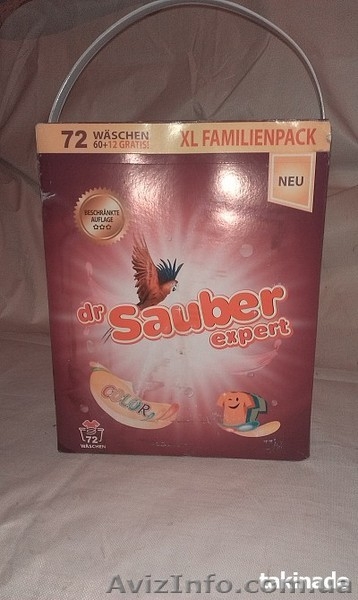 72 WÄSCHEN
60+12 GRATIS!
XL FAMILIENPACK
NEU
BESCHRÄNKTE
AUFLAGE
dr Sauber
expert
COLOR
72
WÄSCHEN
takinada
AvizInfo.com.ua